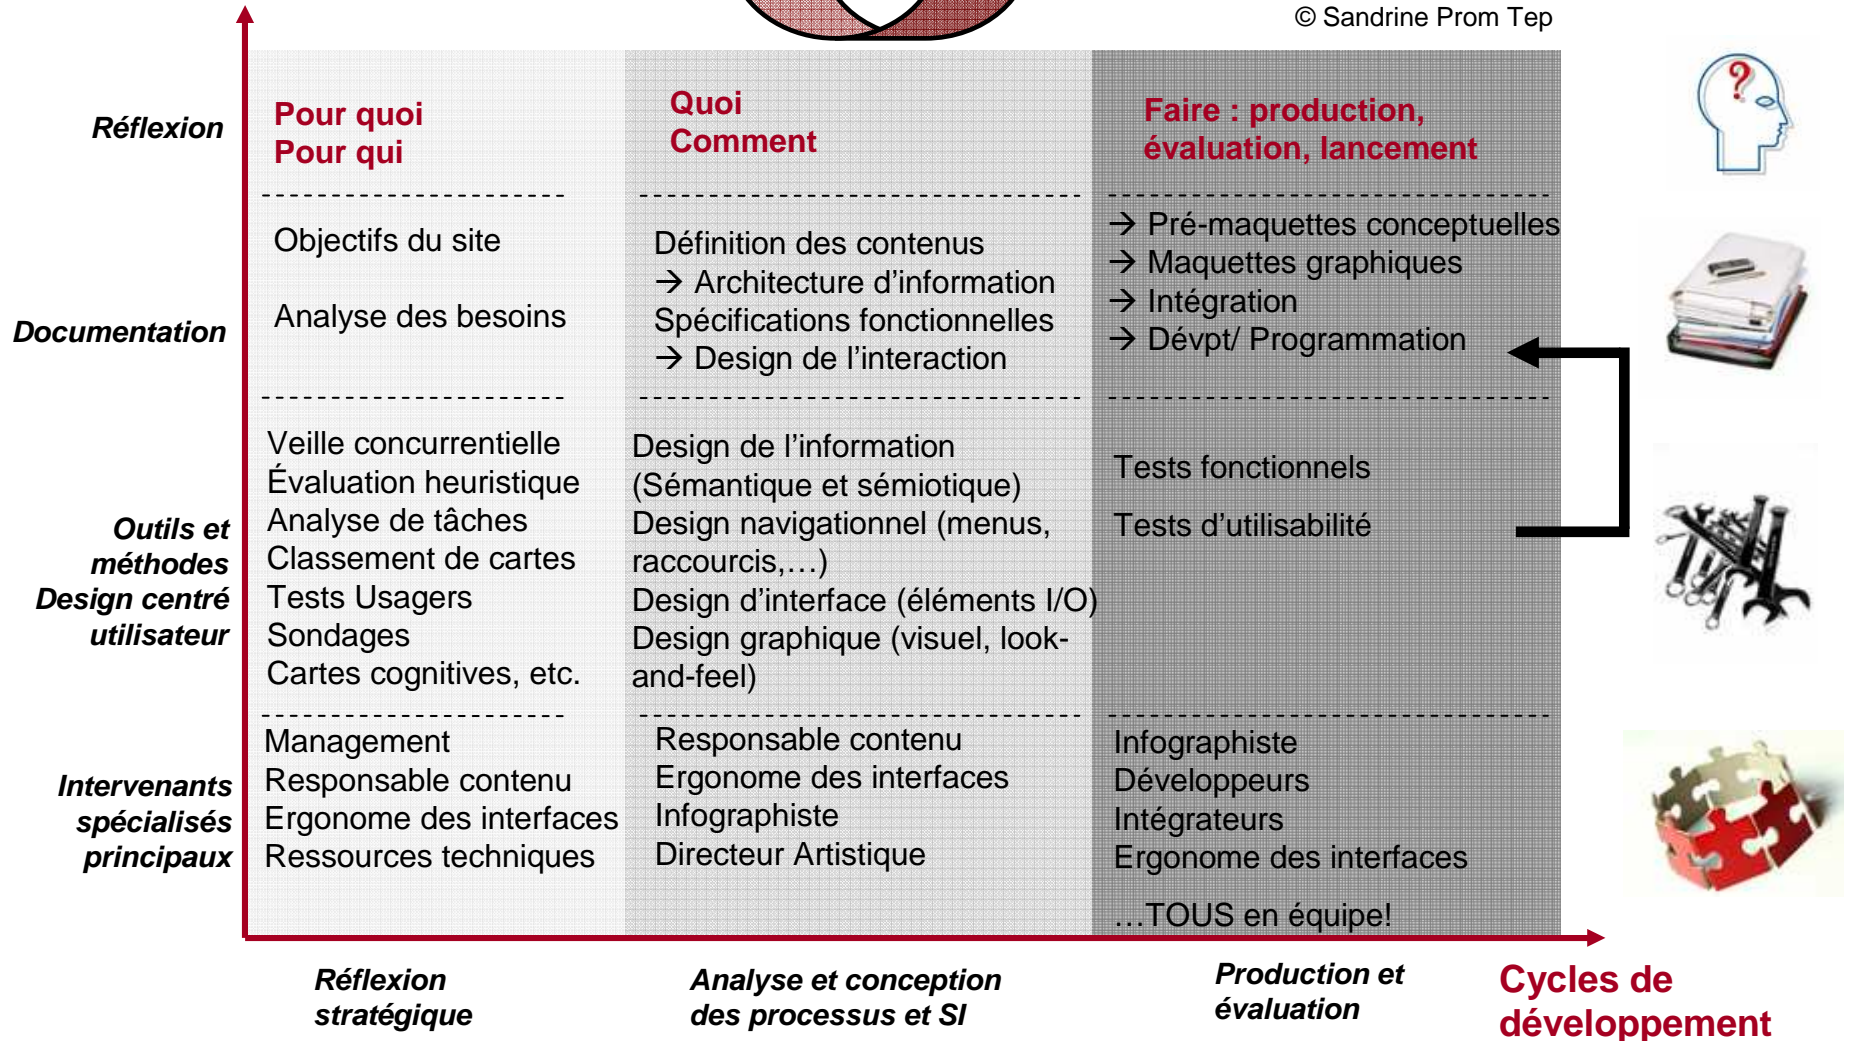 © Sandrine Prom Tep
Réflexion
Pour quoi
Pour qui
Quoi
Comment
Faire : production,
évaluation, lancement
?
Documentation
Objectifs du site
Analyse des besoins
Définition des contenus
→ Architecture d'information
Spécifications fonctionnelles
→ Design de l'interaction
→ Pré-maquettes conceptuelles
→ Maquettes graphiques
→ Intégration
→ Dévpt/ Programmation
Outils et
méthodes
Design centré
utilisateur
Veille concurrentielle
Évaluation heuristique
Analyse de tâches
Classement de cartes
Tests Usagers
Sondages
Cartes cognitives, etc.
Design de l'information
(Sémantique et sémiotique)
Design navigationnel (menus,
raccourcis,…)
Design d'interface (éléments I/O)
Design graphique (visuel, look-
and-feel)
Tests fonctionnels
Tests d'utilisabilité
Intervenants
spécialisés
principaux
Management
Responsable contenu
Ergonome des interfaces
Ressources techniques
Responsable contenu
Ergonome des interfaces
Infographiste
Directeur Artistique
Infographiste
Développeurs
Intégrateurs
Ergonome des interfaces
…TOUS en équipe!
Réflexion
stratégique
Analyse et conception
des processus et SI
Production et
évaluation
Cycles de
développement